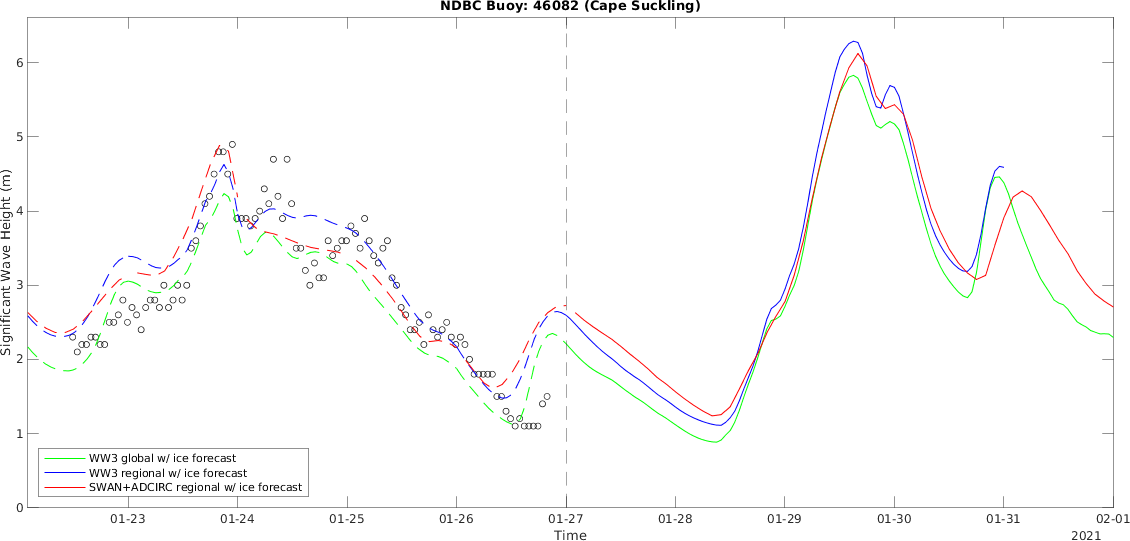 NDBC Buoy: 46082 (Cape Suckling)
Significant Wave Height (m)
6
5
4
3
2
1
0
WW3 global w/ ice forecast
WW3 regional w/ ice forecast
SWAN+ADCIRC regional w/ ice forecast
01-23 01-24 01-25 01-26 01-27 01-28 01-29 01-30 01-31 02-01
Time
2021